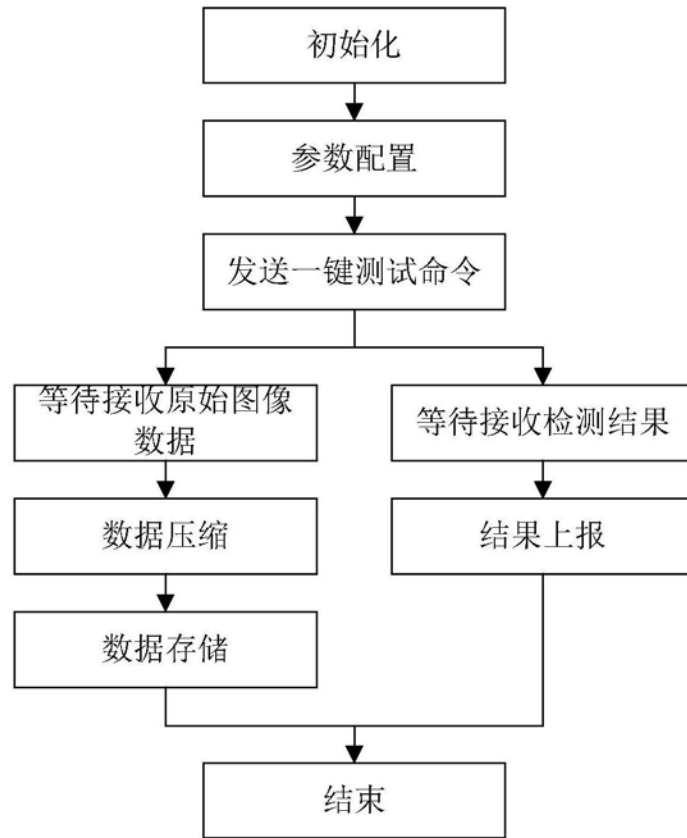 初始化
参数配置
发送一键测试命令
等待接收原始图像
数据
等待接收检测结果
数据压缩
结果上报
数据存储
结束